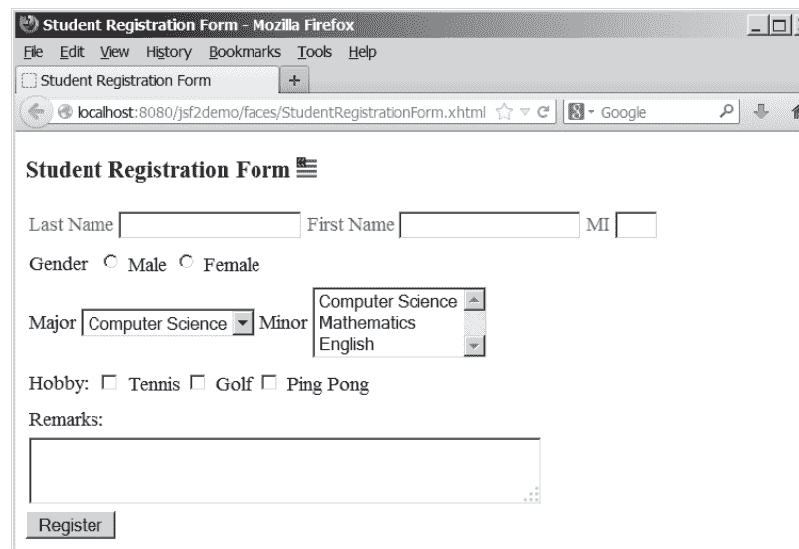 Student Registration Form - Mozilla Firefox
File Edit View History Bookmarks Tools Help
Student Registration Form +
localhost:8080/jsf2demo/faces/StudentRegistrationForm.xhtml 8 - Google
Student Registration Form
Last Name First Name MI
Gender Male Female
Major Computer Science Minor Computer Science
Mathematics
English
Hobby: Tennis Golf Ping Pong
Remarks:
Register